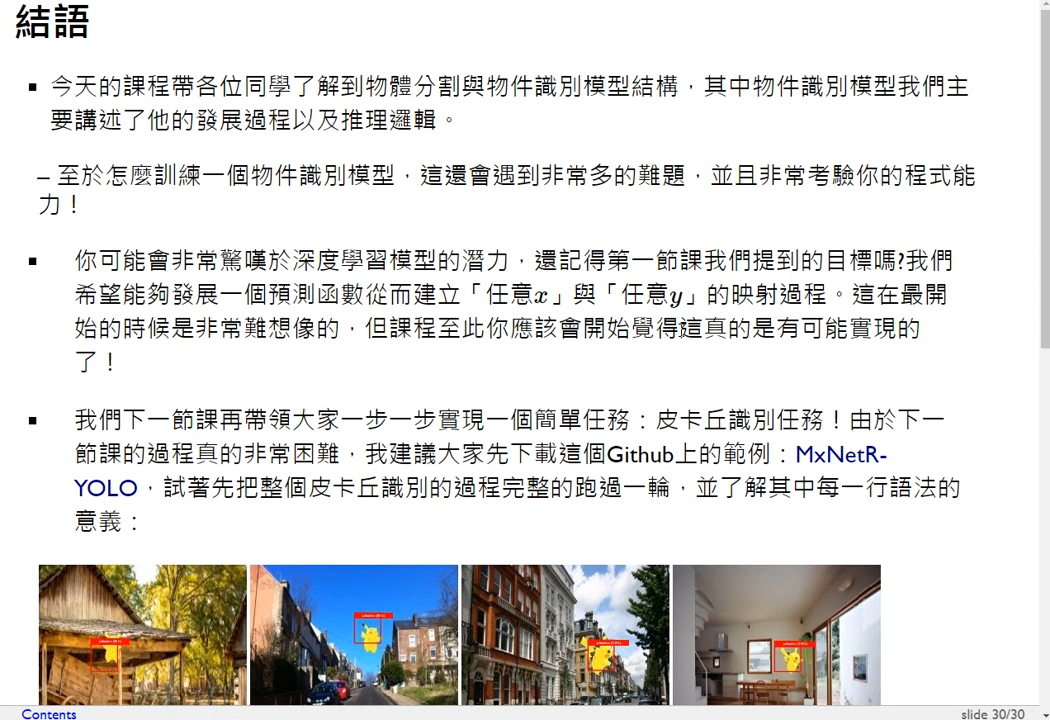 結語
今天的課程帶各位同學了解到物體分割與物件識別模型結構，其中物件識別模型我們主
要講述了他的發展過程以及推理邏輯。
– 至於怎麼訓練一個物件識別模型，這還會遇到非常多的難題，並且非常考驗你的程式能
力！
你可能會非常驚嘆於深度學習模型的潛力，還記得第一節課我們提到的目標嗎?我們
希望能夠發展一個預測函數從而建立「任意x」與「任意y」的映射過程。這在最開
始的時候是非常難想像的，但課程至此你應該會開始覺得這真的是有可能實現的
了！
我們下一節課再帶領大家一步一步實現一個簡單任務：皮卡丘識別任務！由於下一
節課的過程真的非常困難，我建議大家先下載這個Github上的範例：MxNetR-
YOLO，試著先把整個皮卡丘識別的過程完整的跑過一輪，並了解其中每一行語法的
意義：
Contents
slide 30/30